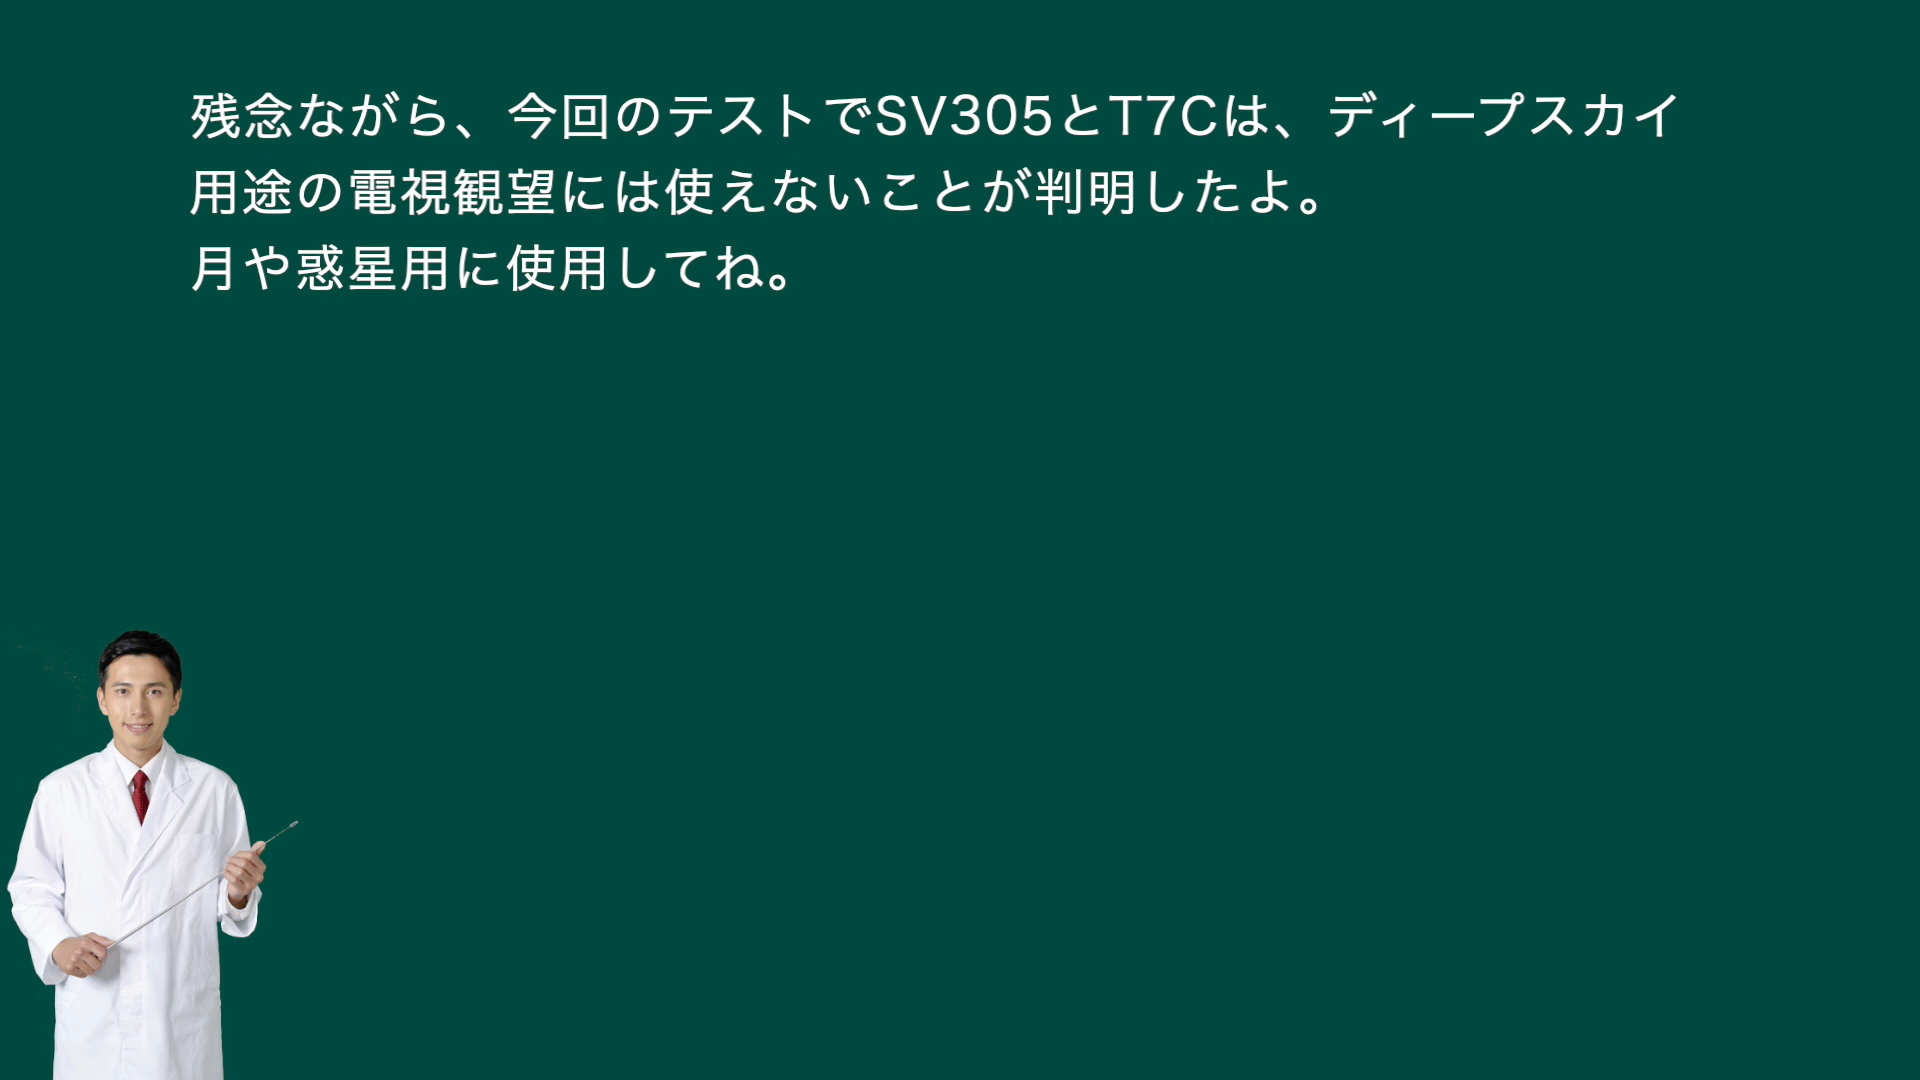 残念ながら、今回のテストでSV305とT7Cは、ディープスカイ
用途の電視観望には使えないことが判明したよ。
月や惑星用に使用してね。